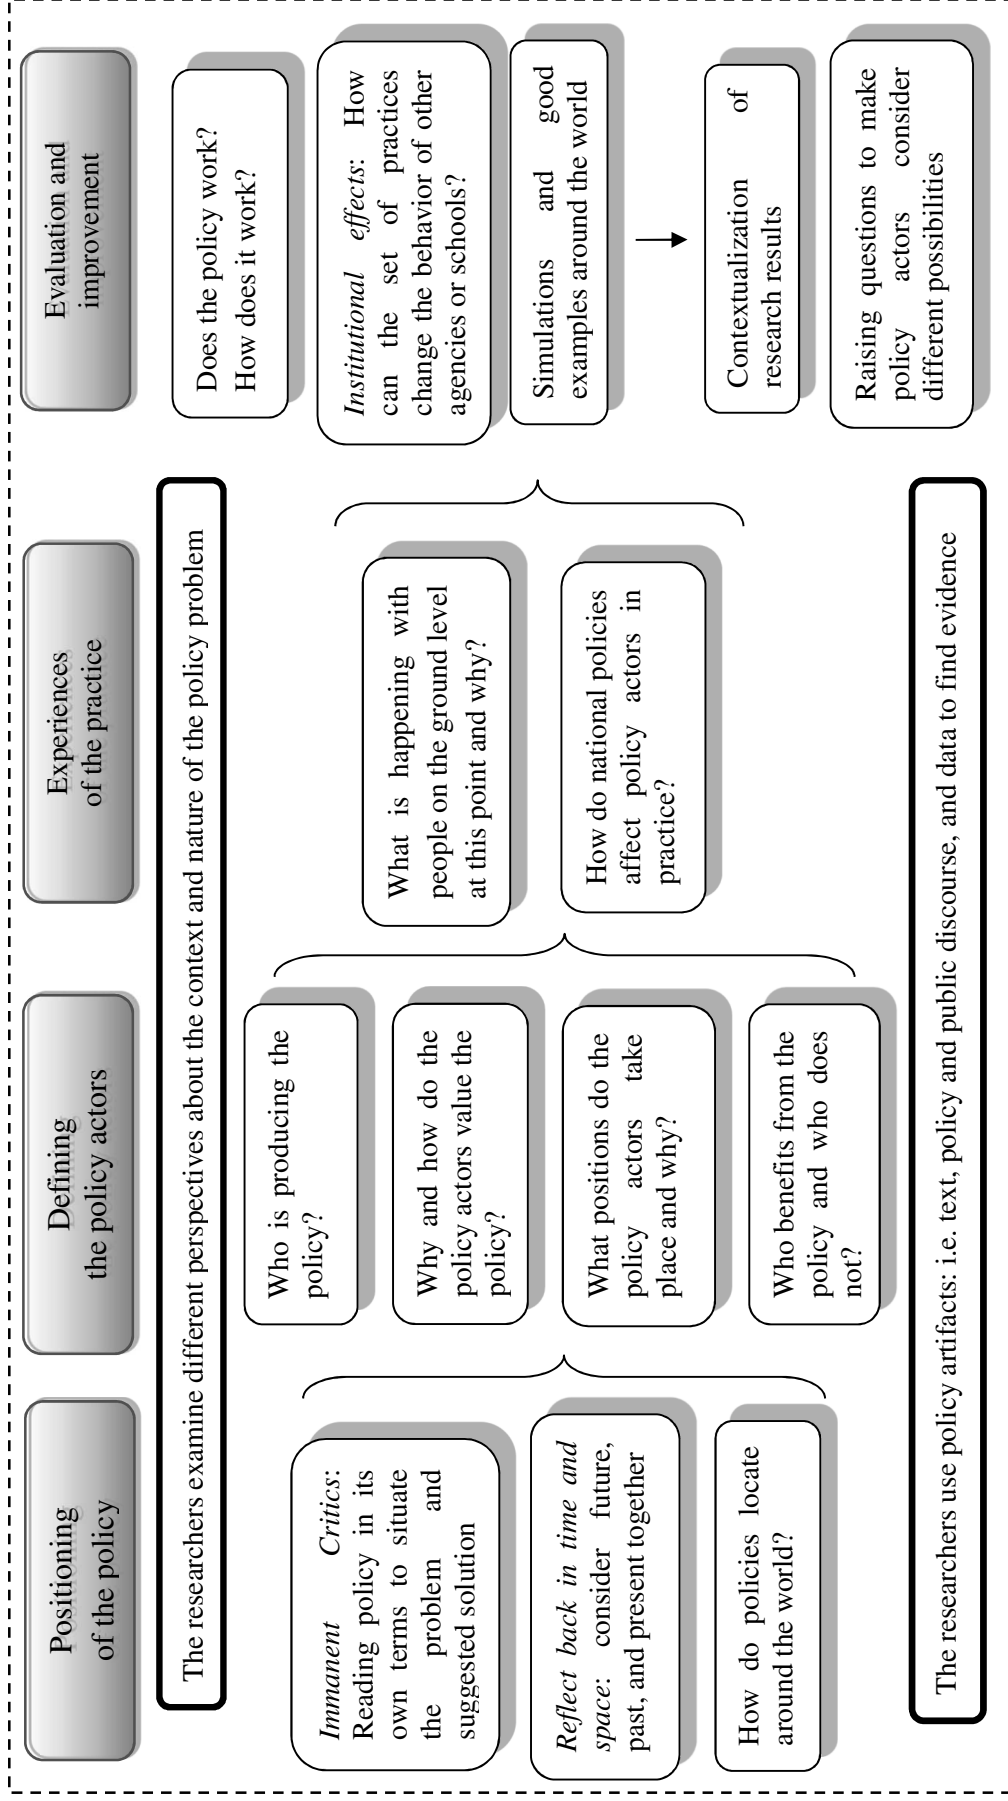 Positioning
of the policy
Defining
the policy actors
Experiences
of the practice
Evaluation and
improvement
The researchers examine different perspectives about the context and nature of the policy problem
Immanent Critics:
Reading policy in its
own terms to situate
the problem and
suggested solution
Reflect back in time and
space: consider future,
past, and present together
How do policies locate
around the world?
Who is producing the
policy?
Why and how do the
policy actors value the
policy?
What positions do the
policy actors take
place and why?
Who benefits from the
policy and who does
not?
What is happening with
people on the ground level
at this point and why?
How do national policies
affect policy actors in
practice?
Does the policy work?
How does it work?
Institutional effects: How
can the set of practices
change the behavior of other
agencies or schools?
Simulations and good
examples around the world
Contextualization of
research results
Raising questions to make
policy actors consider
different possibilities
The researchers use policy artifacts: i.e. text, policy and public discourse, and data to find evidence